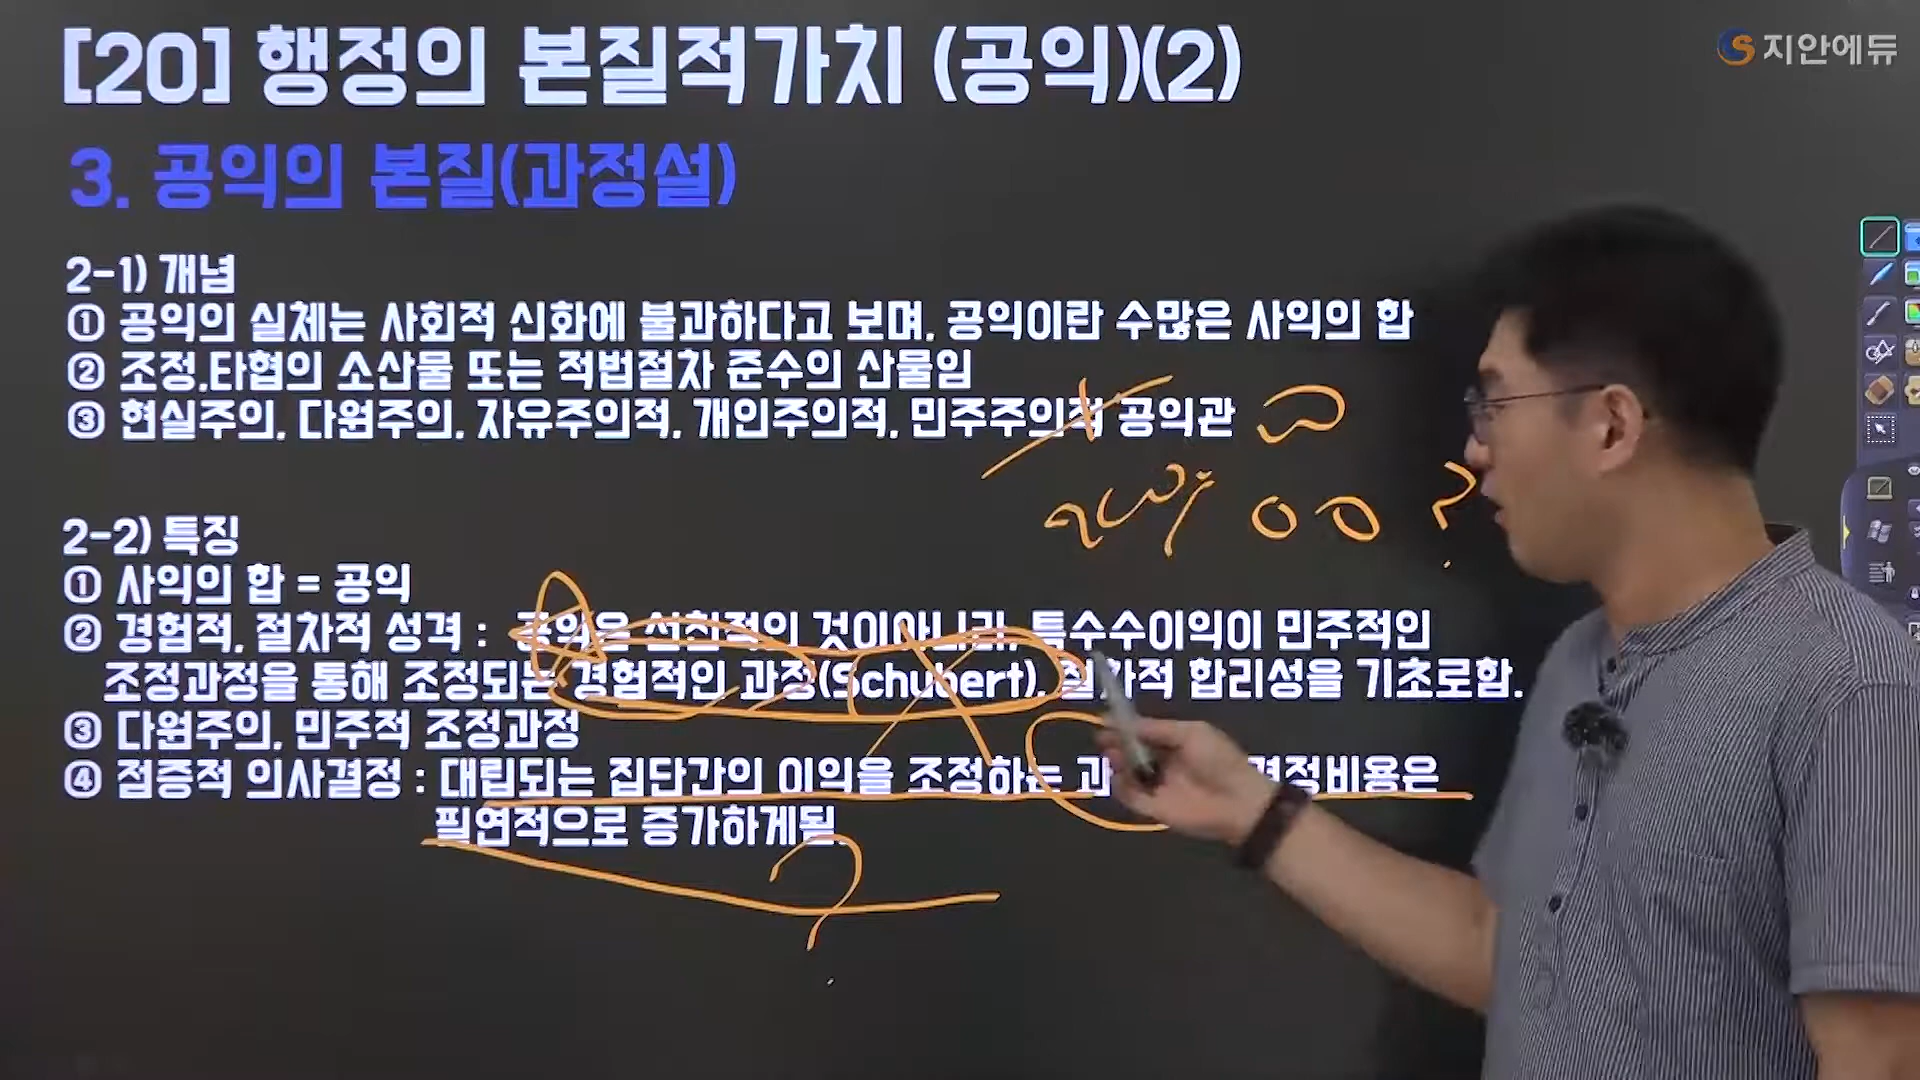 [20] 행정의 본질적가치 (공익)(2)
지안에듀
3. 공익의 본질(과정설)
2-1) 개념
① 공익의 실체는 사회적 신화에 불과하다고 보며, 공익이란 수많은 사익의 합
② 조정,타협의 소산물 또는 적법절차 준수의 산물임
③ 현실주의, 다원주의, 자유주의적, 개인주의적, 민주주의적 공익관
?
2-2) 특징
① 사익의 합 = 공익
② 경험적, 절차적 성격 : 공익은 선험적인 것이아니라, 특수수이익이 민주적인
조정과정을 통해 조정되는 경험적인 과정(Schubert). 절차적 합리성을 기초로함.
③ 다원주의, 민주적 조정과정
④ 점증적 의사결정 : 대립되는 집단간의 이익을 조정하는 과 결정비용은
필연적으로 증가하게됨.
?